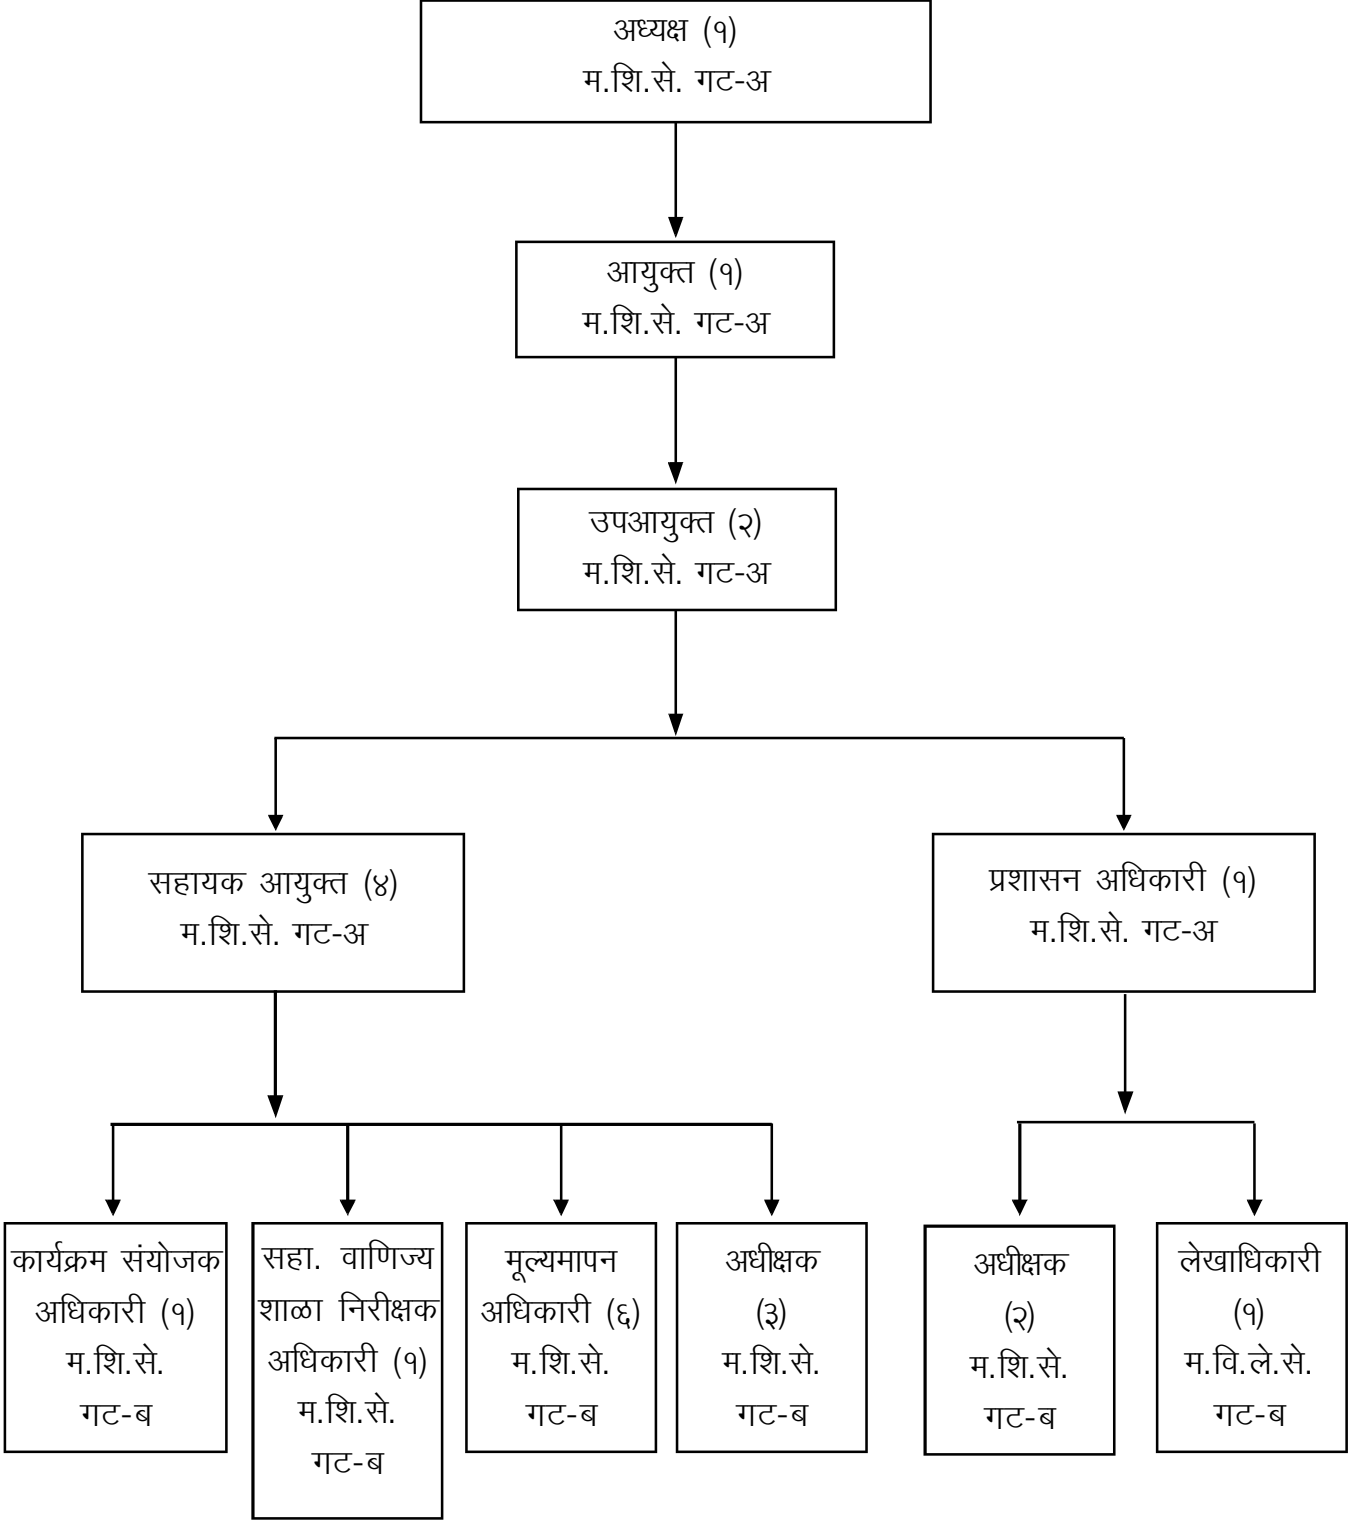 अध्यक्ष (१)
म.शि.से. गट-अ
आयुक्त (१)
म.शि.से. गट-अ
उपआयुक्त (२)
म.शि.से. गट-अ
सहायक आयुक्त (४)
म.शि.से. गट-अ
प्रशासन अधिकारी (१)
म.शि.से. गट-अ
कार्यक्रम संयोजक
अधिकारी (१)
म.शि.से.
गट-ब
सहा. वाणिज्य
शाळा निरीक्षक
अधिकारी (१)
म.शि.से.
गट-ब
मूल्यमापन
अधिकारी (६)
म.शि.से.
गट-ब
अधीक्षक
(३)
म.शि.से.
गट-ब
अधीक्षक
(२)
म.शि.से.
गट-ब
लेखाधिकारी
(१)
म.वि.ले.से.
गट-ब